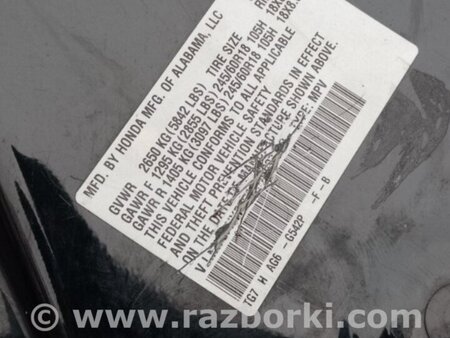 MFD. BY HONDA MFG. OF ALABAMA, LLC
GVWR 2650 KG(5842 LBS) TIRE SIZE
GAWR F 1295 KG(2855 LBS) 245/60R18 105H 18X8.
GAWR R 1405 KG(3097 LBS) 245/60R18 105H 18X8.
THIS VEHICLE CONFORMS TO ALL APPLICABLE
FEDERAL MOTOR VEHICLE SAFETY
AND THEFT PREVENTION STANDARDS IN EFFECT
ON THE DATE OF MANUFACTURE SHOWN ABOVE.
TYPE: MPV
TG7 H AG6 G542P -F-B
© www.razborki.com